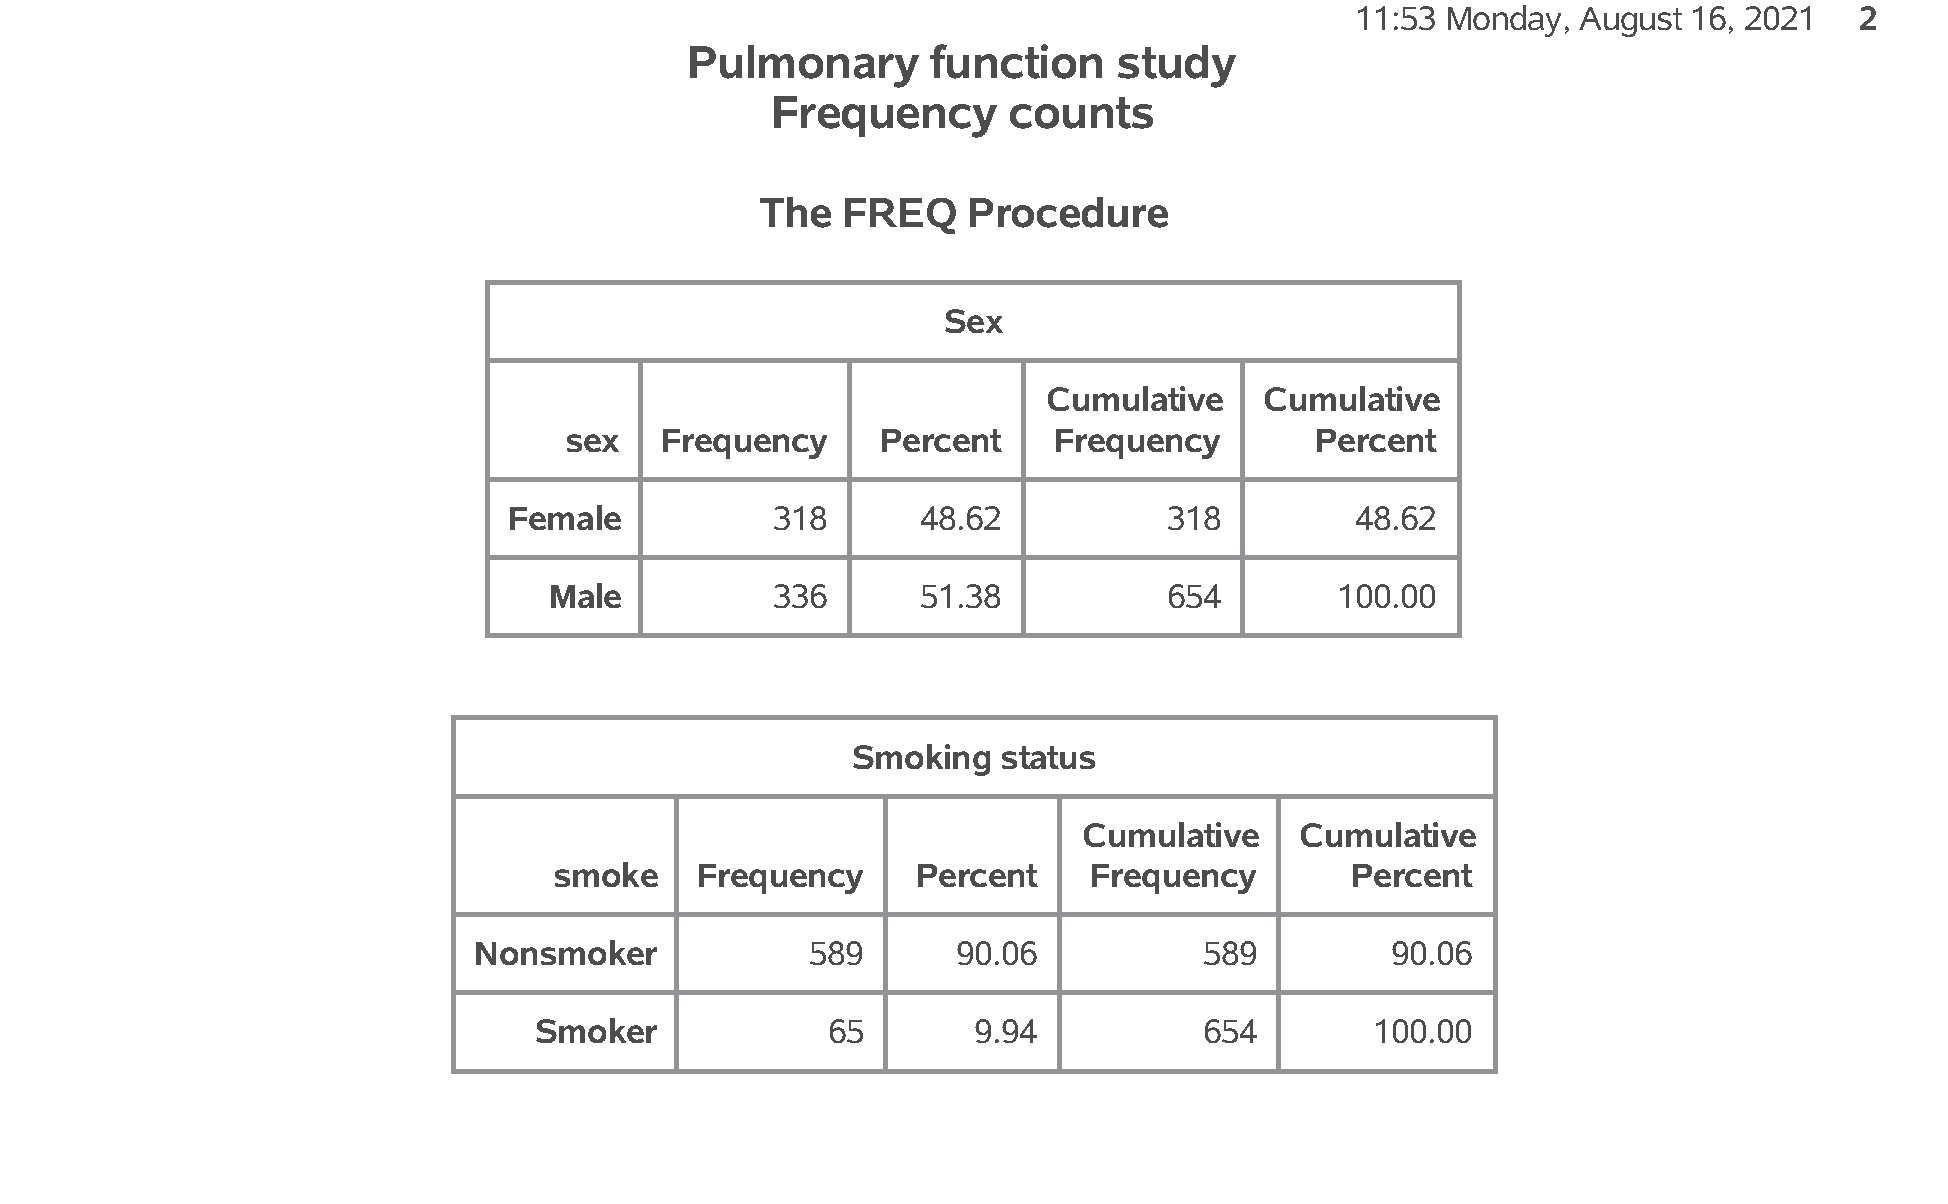 11:53 Monday, August 16, 2021 2
Pulmonary function study
Frequency counts
The FREQ Procedure
Sex
sex Frequency Percent Cumulative Frequency Cumulative Percent
Female 318 48.62 318 48.62
Male 336 51.38 654 100.00
Smoking status
smoke Frequency Percent Cumulative Frequency Cumulative Percent
Nonsmoker 589 90.06 589 90.06
Smoker 65 9.94 654 100.00